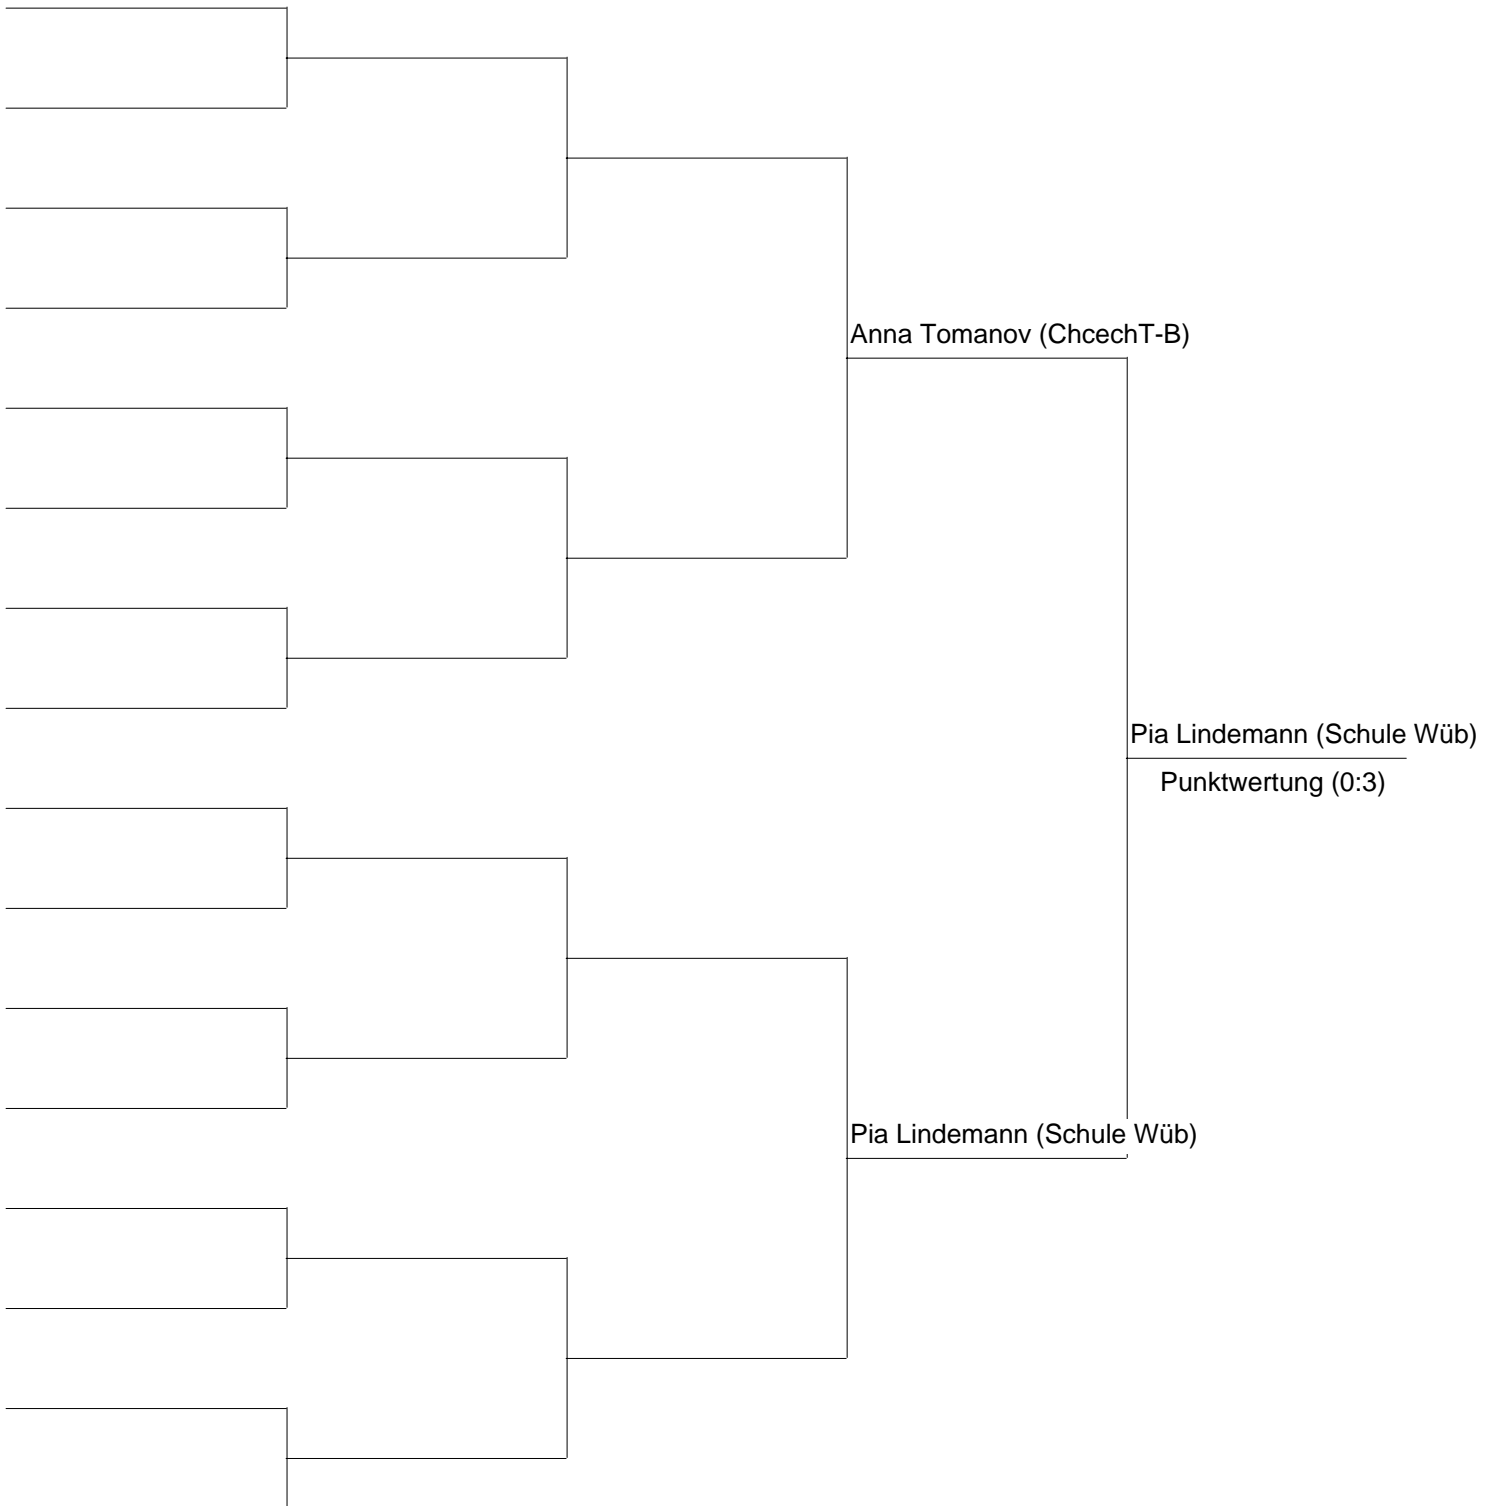 Anna Tomanov (ChcechT-B)
Pia Lindemann (Schule Wüb)
Punktwertung (0:3)
Pia Lindemann (Schule Wüb)